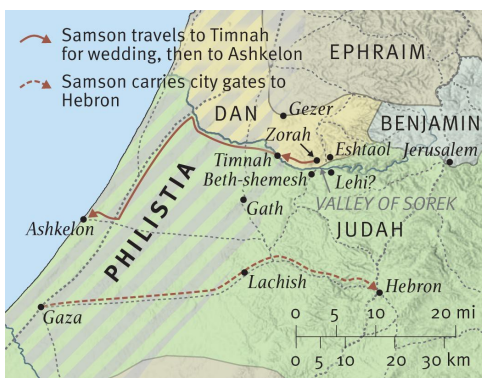 Samson travels to Timnah
for wedding, then to Ashkelon
Samson carries city gates to
Hebron
EPHRAIM
DAN
Gezer
BENJAMIN
Zorah
Eshtaol
Jerusalem
Timnah
Beth-shemesh
Lehi?
VALLEY OF SOREK
PHILISTIA
Gath
JUDAH
Ashkelon
Lachish
Hebron
Gaza
0 5 10 20 mi
0 5 10 20 30 km